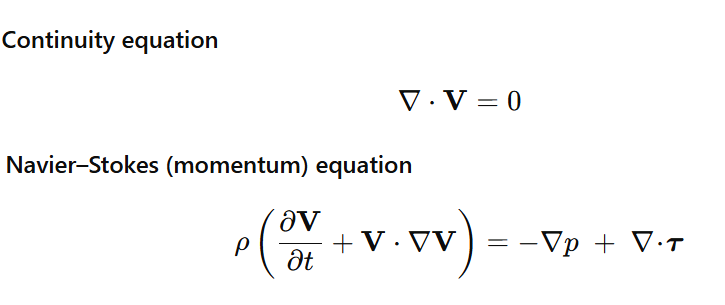 Continuity equation
∇ · V = 0
Navier–Stokes (momentum) equation
ρ ( ∂V/∂t + V · ∇V ) = −∇p + ∇·τ